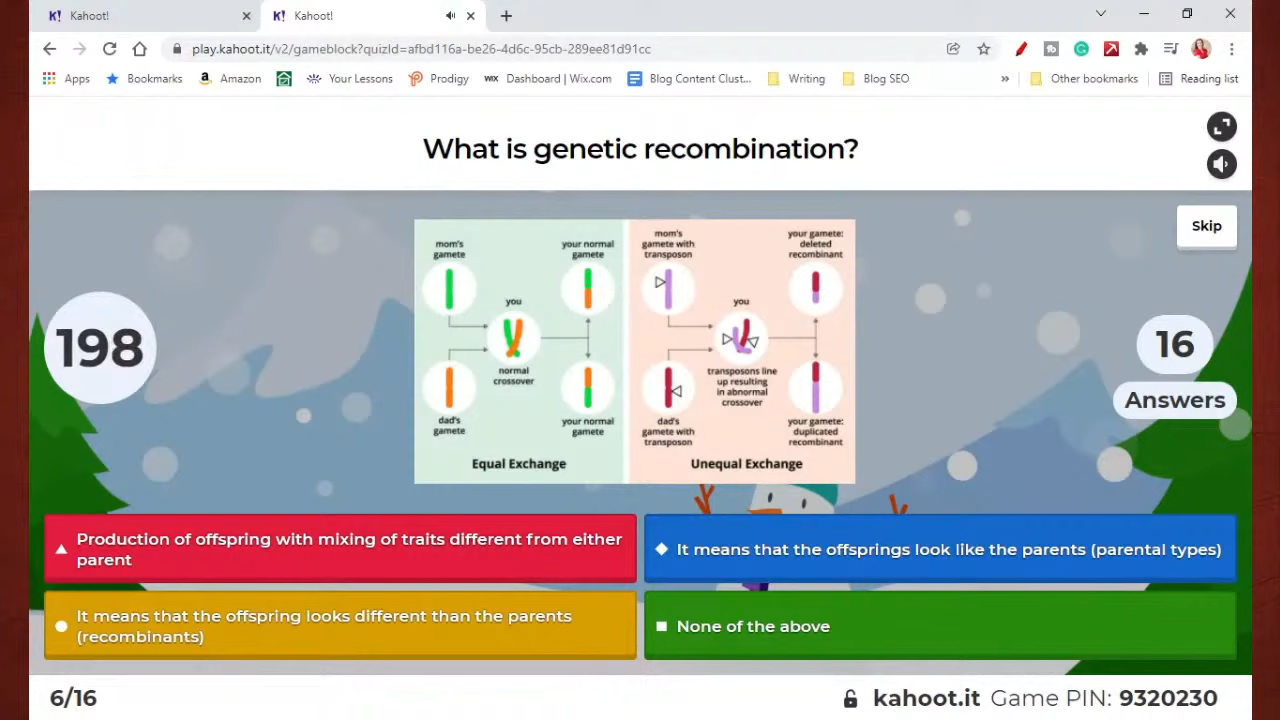 Kahoot!
Kahoot!
play.kahoot.it/v2/gameblock?quizId=afbd116a-be26-4d6c-95cb-289ee81d91cc
Apps Bookmarks Amazon Your Lessons Prodigy WIX Dashboard | Wix.com Blog Content Clust... Writing Blog SEO » Other bookmarks Reading list
What is genetic recombination?
Skip
198
16
Answers
mom's
gamete
your normal
gamete
you
normal
crossover
dad's
gamete
your normal
gamete
Equal Exchange
mom's
gamete with
transposon
your gamete:
deleted
recombinant
you
transposons line
up resulting
in abnormal
crossover
dad's
gamete with
transposon
your gamete:
duplicated
recombinant
Unequal Exchange
Production of offspring with mixing of traits different from either
parent
It means that the offsprings look like the parents (parental types)
It means that the offspring looks different than the parents
(recombinants)
None of the above
6/16
kahoot.it Game PIN: 9320230